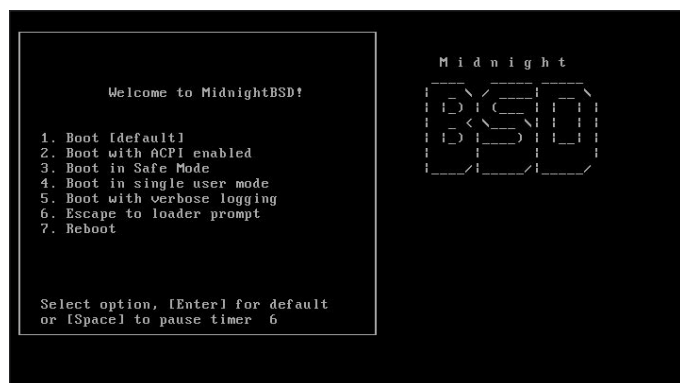 Welcome to MidnightBSD!
1. Boot [default]
2. Boot with ACPI enabled
3. Boot in Safe Mode
4. Boot in single user mode
5. Boot with verbose logging
6. Escape to loader prompt
7. Reboot
Select option, [Enter] for default
or [Space] to pause timer 6
Midnight
BSD